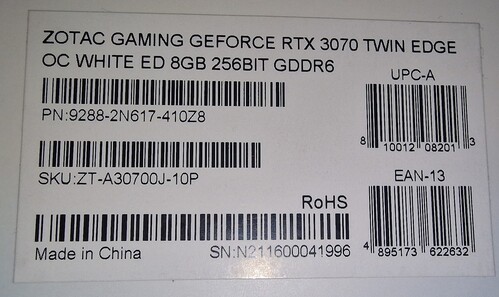 ZOTAC GAMING GEFORCE RTX 3070 TWIN EDGE
OC WHITE ED 8GB 256BIT GDDR6
UPC-A
PN:9288-2N617-410Z8
8 10012 08201 3
SKU:ZT-A30700J-10P
EAN-13
RoHS
Made in China
SN:N211600041996
4 895173 622632